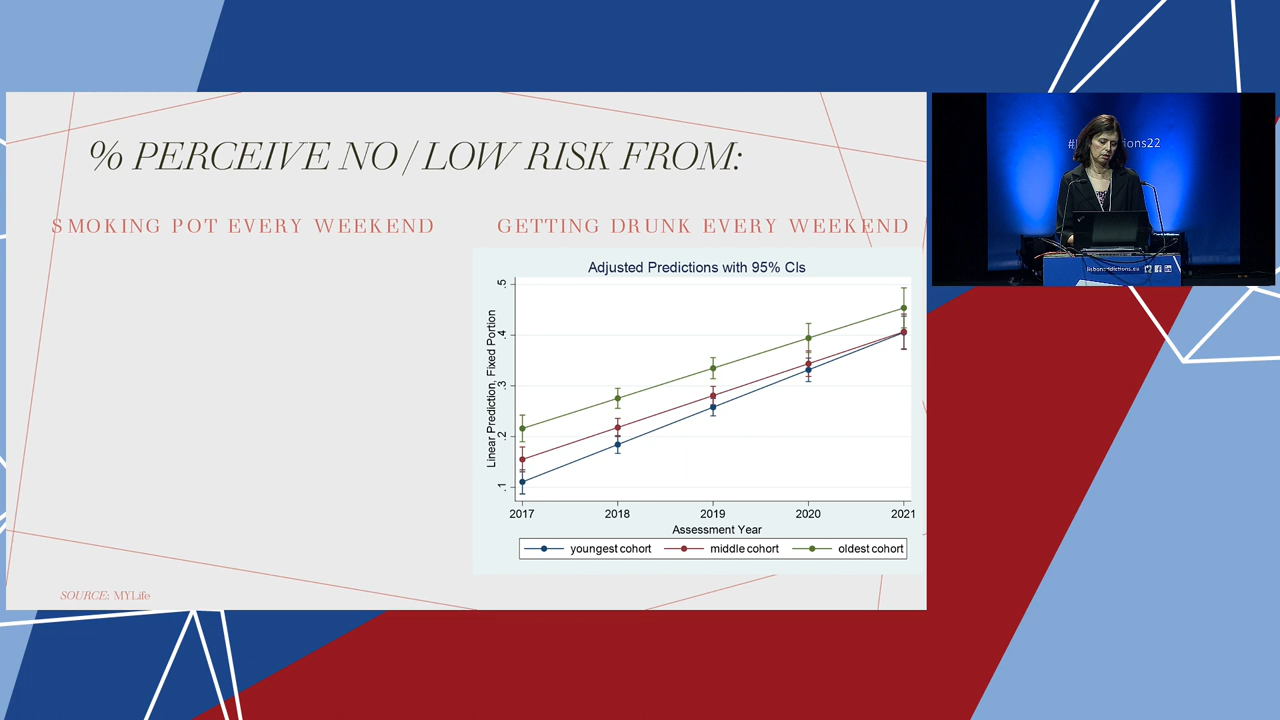 % PERCEIVE NO / LOW RISK FROM:
SMOKING POT EVERY WEEKEND
GETTING DRUNK EVERY WEEKEND
Adjusted Predictions with 95% CIs
Linear Prediction, Fixed Portion
.5
.4
.3
.2
.1
2017 2018 2019 2020 2021
Assessment Year
youngest cohort middle cohort oldest cohort
SOURCE: MYLife